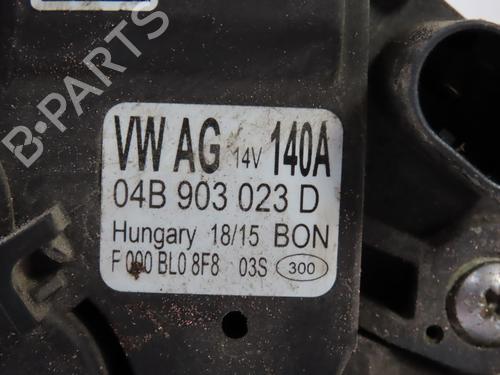 VW AG 14V 140A
04B 903 023 D
Hungary 18/15 BON
F 000 BL0 8F8 03S 300
B-PARTS